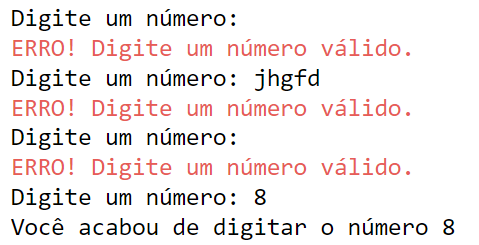 Digite um número:
ERRO! Digite um número válido.
Digite um número: jhgfd
ERRO! Digite um número válido.
Digite um número:
ERRO! Digite um número válido.
Digite um número: 8
Você acabou de digitar o número 8